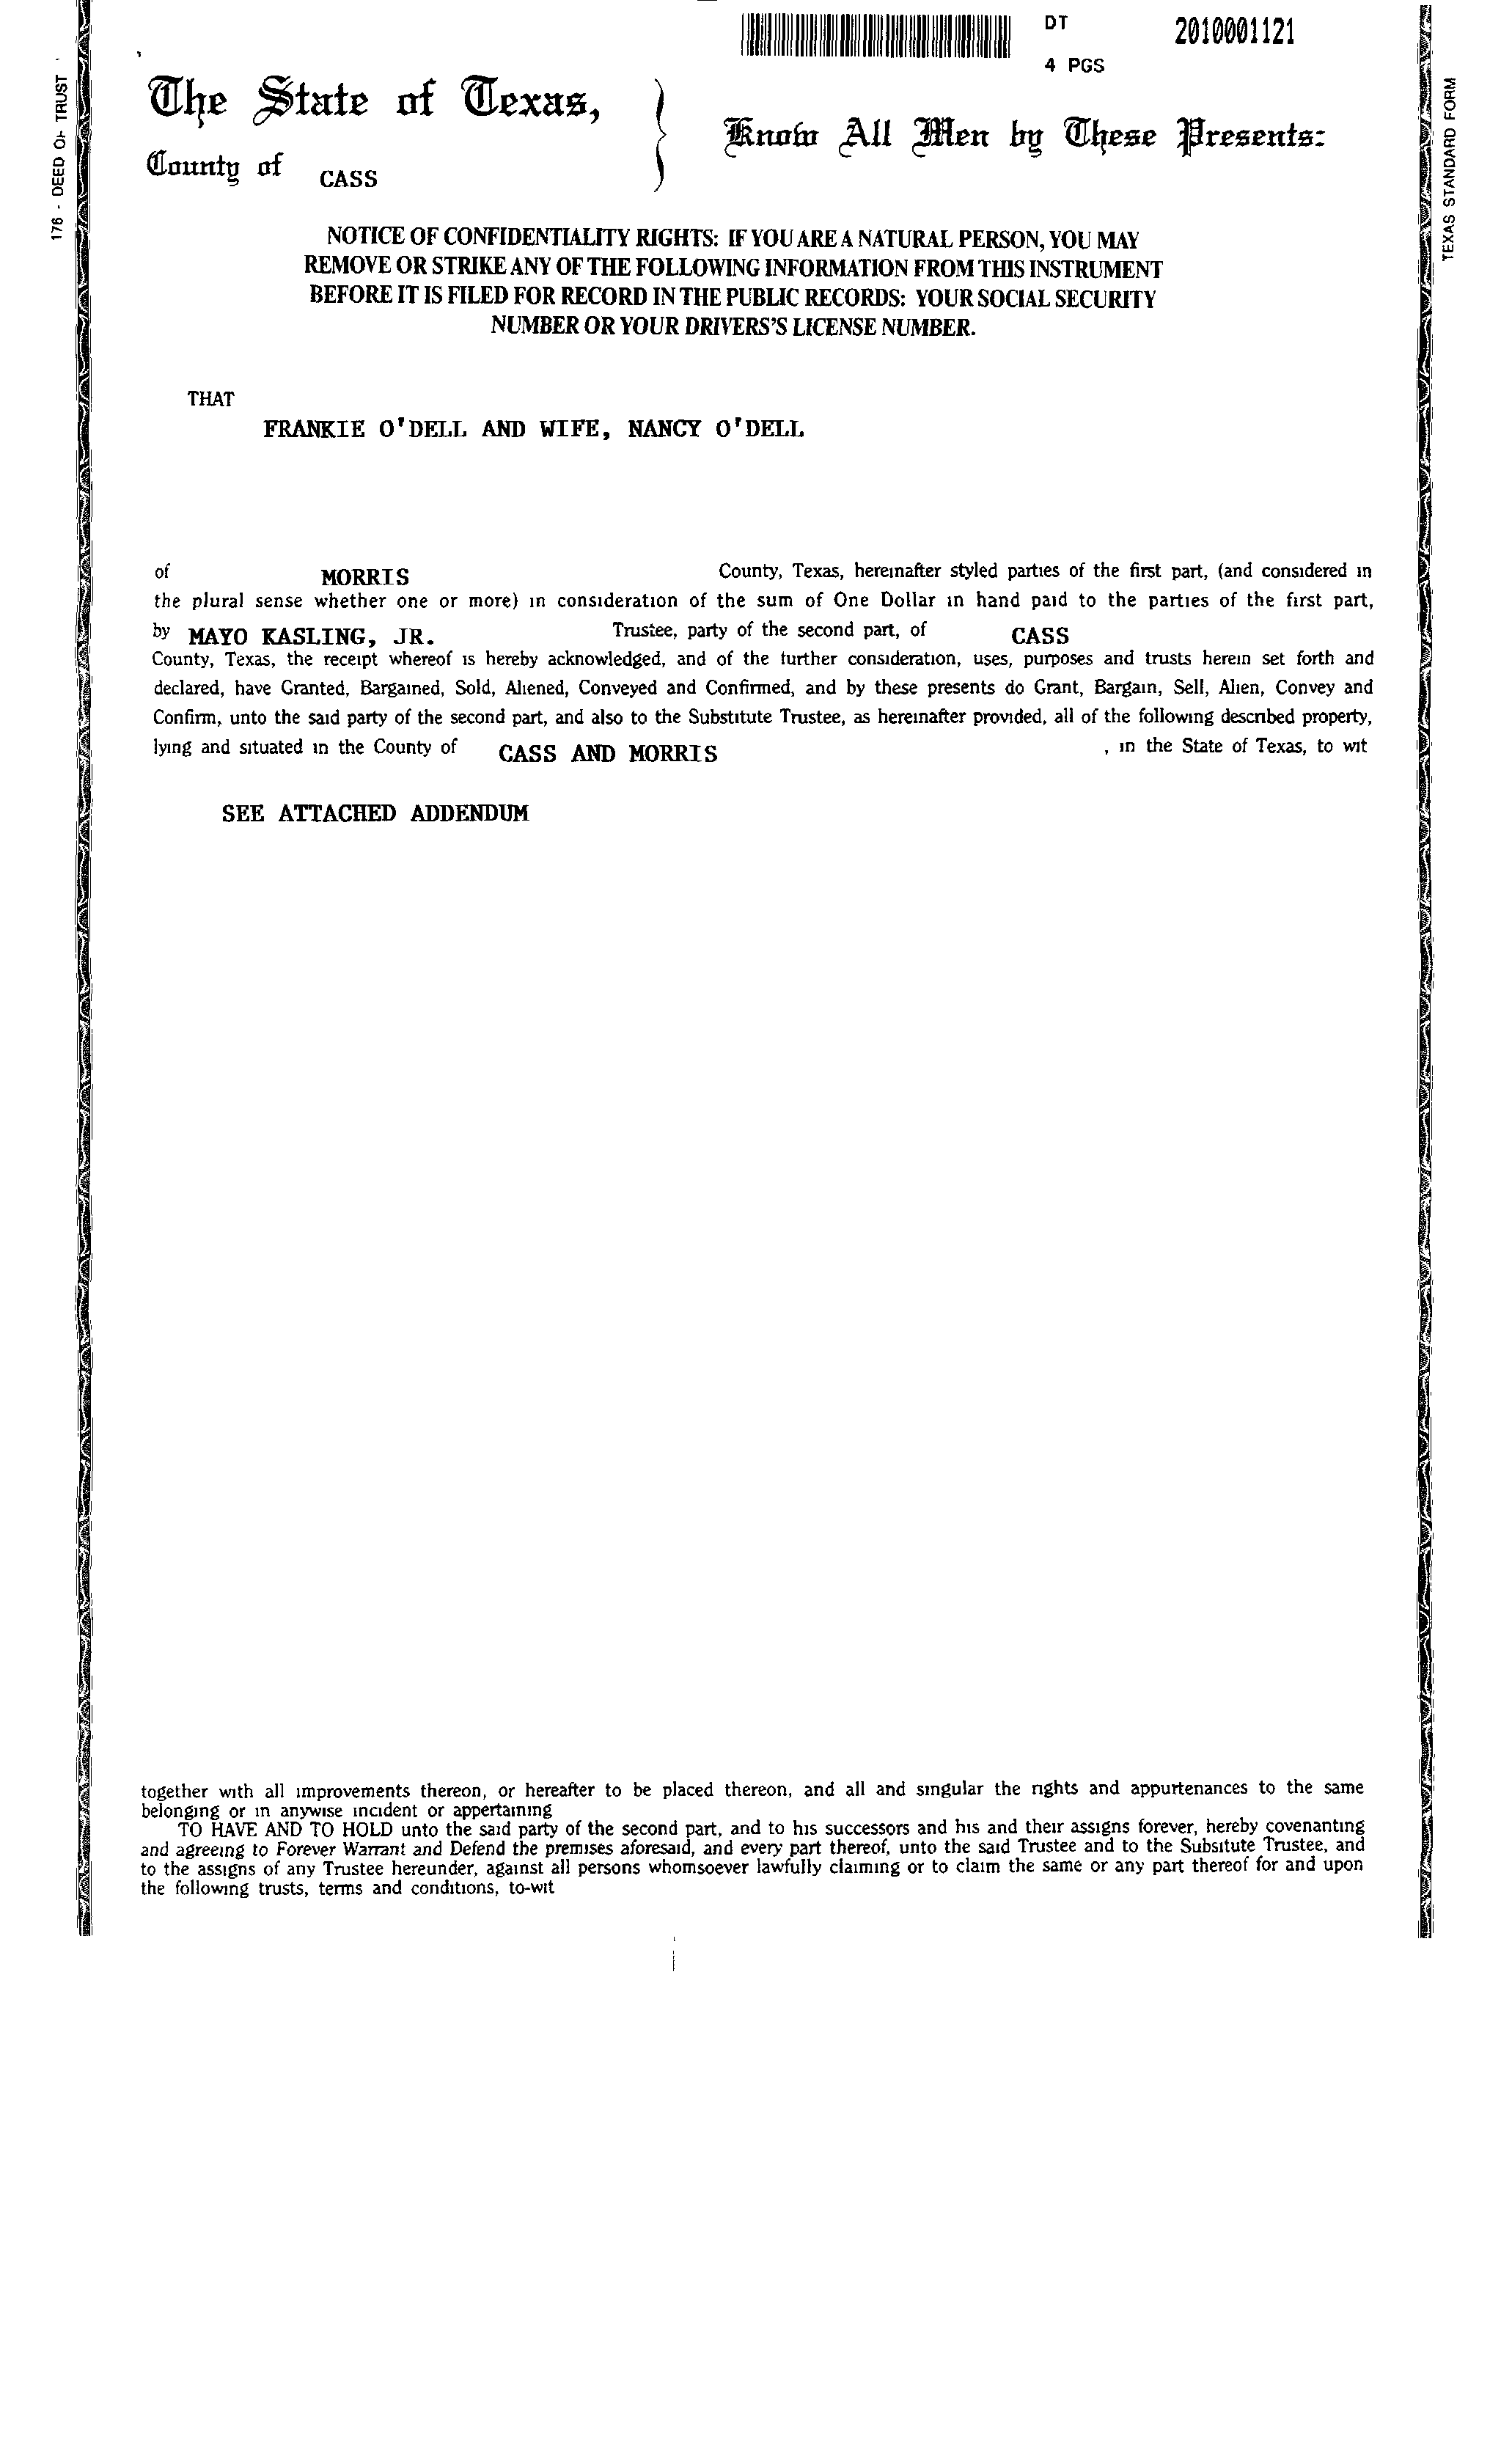 DT 2010001121
4 PGS
176 - DEED OF TRUST
TEXAS STANDARD FORM
The State of Texas,
County of CASS
Know All Men by These Presents:
NOTICE OF CONFIDENTIALITY RIGHTS: IF YOU ARE A NATURAL PERSON, YOU MAY
REMOVE OR STRIKE ANY OF THE FOLLOWING INFORMATION FROM THIS INSTRUMENT
BEFORE IT IS FILED FOR RECORD IN THE PUBLIC RECORDS: YOUR SOCIAL SECURITY
NUMBER OR YOUR DRIVERS'S LICENSE NUMBER.
THAT
FRANKIE O'DELL AND WIFE, NANCY O'DELL
of MORRIS County, Texas, hereinafter styled parties of the first part, (and considered in
the plural sense whether one or more) in consideration of the sum of One Dollar in hand paid to the parties of the first part,
by MAYO KASLING, JR. Trustee, party of the second part, of CASS
County, Texas, the receipt whereof is hereby acknowledged, and of the further consideration, uses, purposes and trusts herein set forth and
declared, have Granted, Bargained, Sold, Aliened, Conveyed and Confirmed, and by these presents do Grant, Bargain, Sell, Alien, Convey and
Confirm, unto the said party of the second part, and also to the Substitute Trustee, as hereinafter provided, all of the following described property,
lying and situated in the County of CASS AND MORRIS , in the State of Texas, to wit
SEE ATTACHED ADDENDUM
together with all improvements thereon, or hereafter to be placed thereon, and all and singular the rights and appurtenances to the same
belonging or in anywise incident or appertaining
TO HAVE AND TO HOLD unto the said party of the second part, and to his successors and his and their assigns forever, hereby covenanting
and agreeing to Forever Warrant and Defend the premises aforesaid, and every part thereof, unto the said Trustee and to the Subsitute Trustee, and
to the assigns of any Trustee hereunder, against all persons whomsoever lawfully claiming or to claim the same or any part thereof for and upon
the following trusts, terms and conditions, to-wit